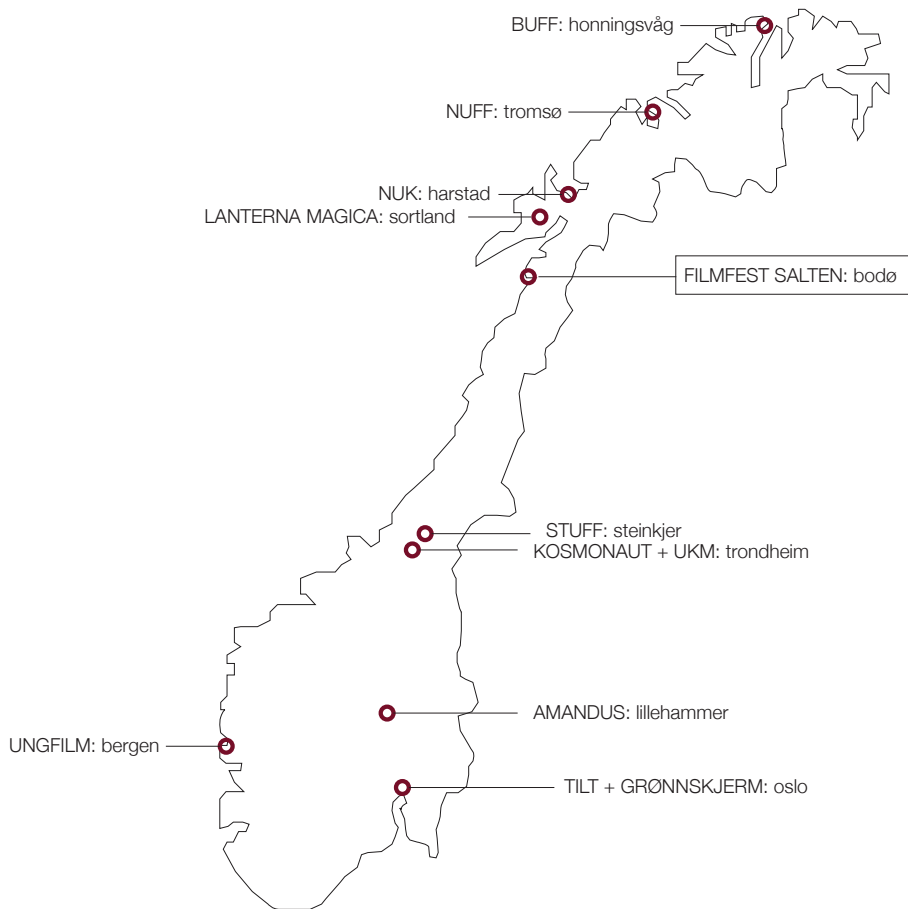 BUFF: honningsvåg
NUFF: tromsø
NUK: harstad
LANTERNA MAGICA: sortland
FILMFEST SALTEN: bodø
STUFF: steinkjer
KOSMONAUT + UKM: trondheim
AMANDUS: lillehammer
UNGFILM: bergen
TILT + GRØNNSKJERM: oslo